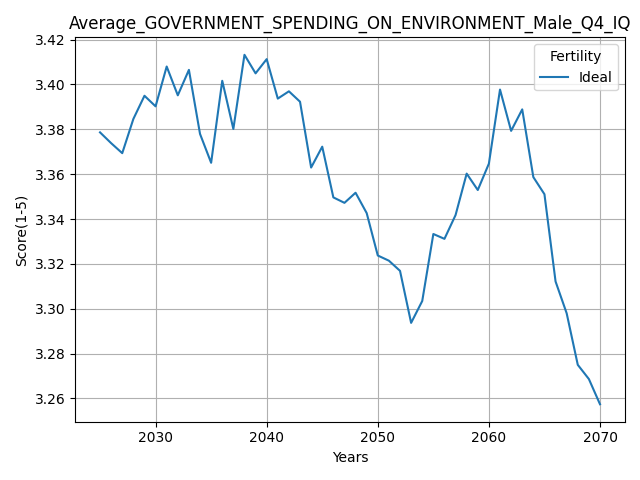 Average_GOVERNMENT_SPENDING_ON_ENVIRONMENT_Male_Q4_IQ
3.42
3.40
3.38
3.36
3.34
3.32
3.30
3.28
3.26
Score(1-5)
Fertility
Ideal
2030 2040 2050 2060 2070
Years